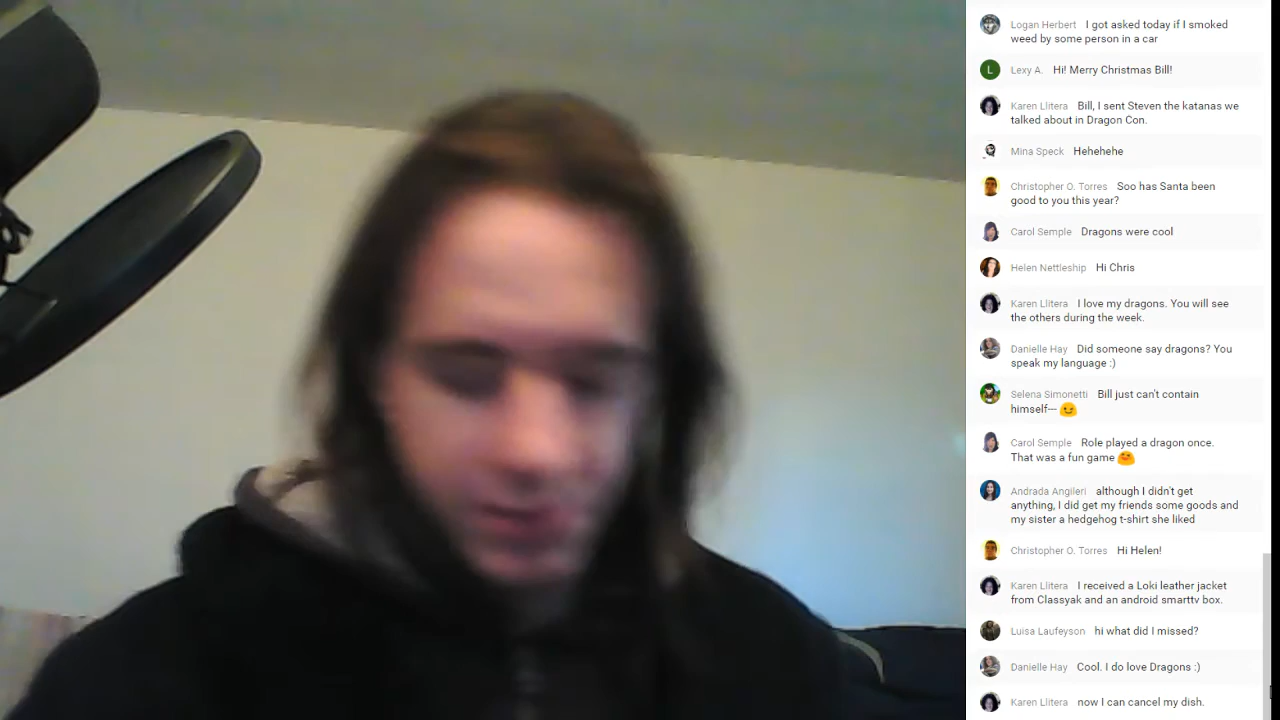 Logan Herbert I got asked today if I smoked
weed by some person in a car
L Lexy A. Hi! Merry Christmas Bill!
Karen Llitera Bill, I sent Steven the katanas we
talked about in Dragon Con.
Mina Speck Hehehehe
Christopher O. Torres Soo has Santa been
good to you this year?
Carol Semple Dragons were cool
Helen Nettleship Hi Chris
Karen Llitera I love my dragons. You will see
the others during the week.
Danielle Hay Did someone say dragons? You
speak my language :)
Selena Simonetti Bill just can't contain
himself-- 😉
Carol Semple Role played a dragon once.
That was a fun game 😍
Andrada Angileri although I didn't get
anything, I did get my friends some goods and
my sister a hedgehog t-shirt she liked
Christopher O. Torres Hi Helen!
Karen Llitera I received a Loki leather jacket
from Classyak and an android smarttv box.
Luisa Laufeyson hi what did I missed?
Danielle Hay Cool. I do love Dragons :)
Karen Llitera now I can cancel my dish.